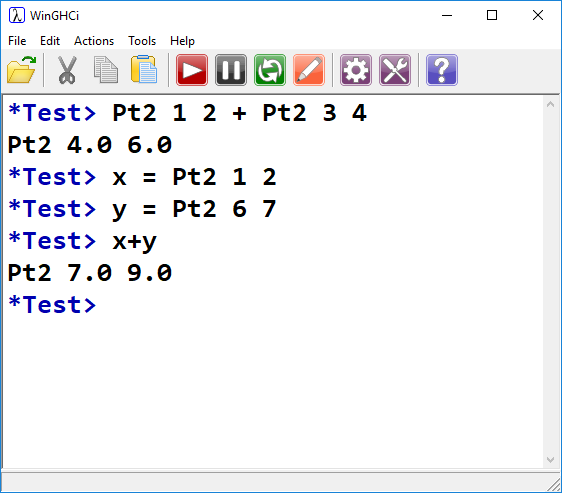 WinGHCi
File Edit Actions Tools Help
*Test> Pt2 1 2 + Pt2 3 4
Pt2 4.0 6.0
*Test> x = Pt2 1 2
*Test> y = Pt2 6 7
*Test> x+y
Pt2 7.0 9.0
*Test>